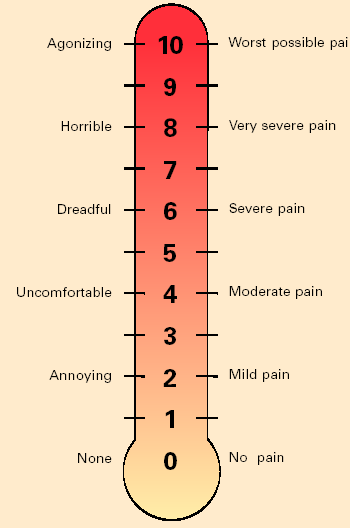 Agonizing 10 Worst possible pai
9
Horrible 8 Very severe pain
7
Dreadful 6 Severe pain
5
Uncomfortable 4 Moderate pain
3
Annoying 2 Mild pain
1
None 0 No pain